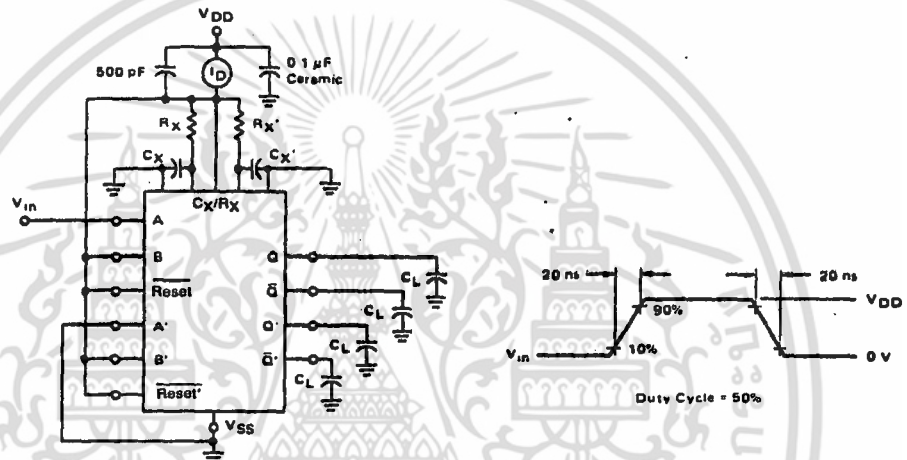 VDD
500 pF
ID
0 1 µF
Ceramic
RX
RX'
CX
CX'
CX/RX
Vin
A
B
Reset
A'
B'
Reset'
Q
Q̅
Q'
Q̅'
CL
CL
CL
CL
VSS
20 ns
20 ns
VDD
90%
10%
Vin
0 V
Duty Cycle = 50%